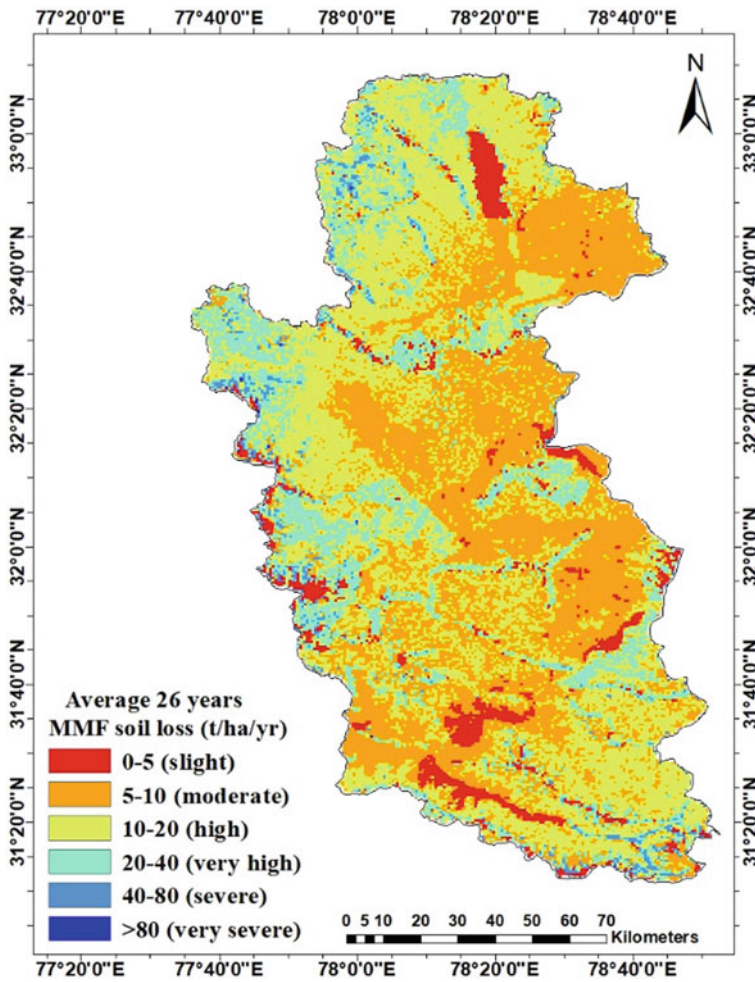 77°20'0"E 77°40'0"E 78°0'0"E 78°20'0"E 78°40'0"E
N
33°0'0"N 33°0'0"N
32°40'0"N 32°40'0"N
32°20'0"N 32°20'0"N
32°0'0"N 32°0'0"N
31°40'0"N 31°40'0"N
Average 26 years
MMF soil loss (t/ha/yr)
0-5 (slight)
5-10 (moderate)
10-20 (high)
31°20'0"N 31°20'0"N
20-40 (very high)
40-80 (severe)
>80 (very severe)
0 5 10 20 30 40 50 60 70
Kilometers
77°20'0"E 77°40'0"E 78°0'0"E 78°20'0"E 78°40'0"E